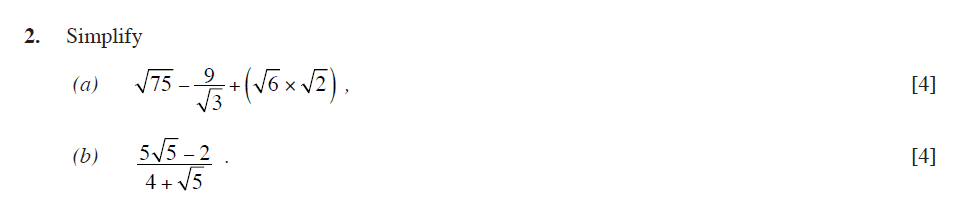 2. Simplify
(a) √75 − 9/√3 + (√6 × √2) , [4]
(b) (5√5 − 2)/(4 + √5) . [4]